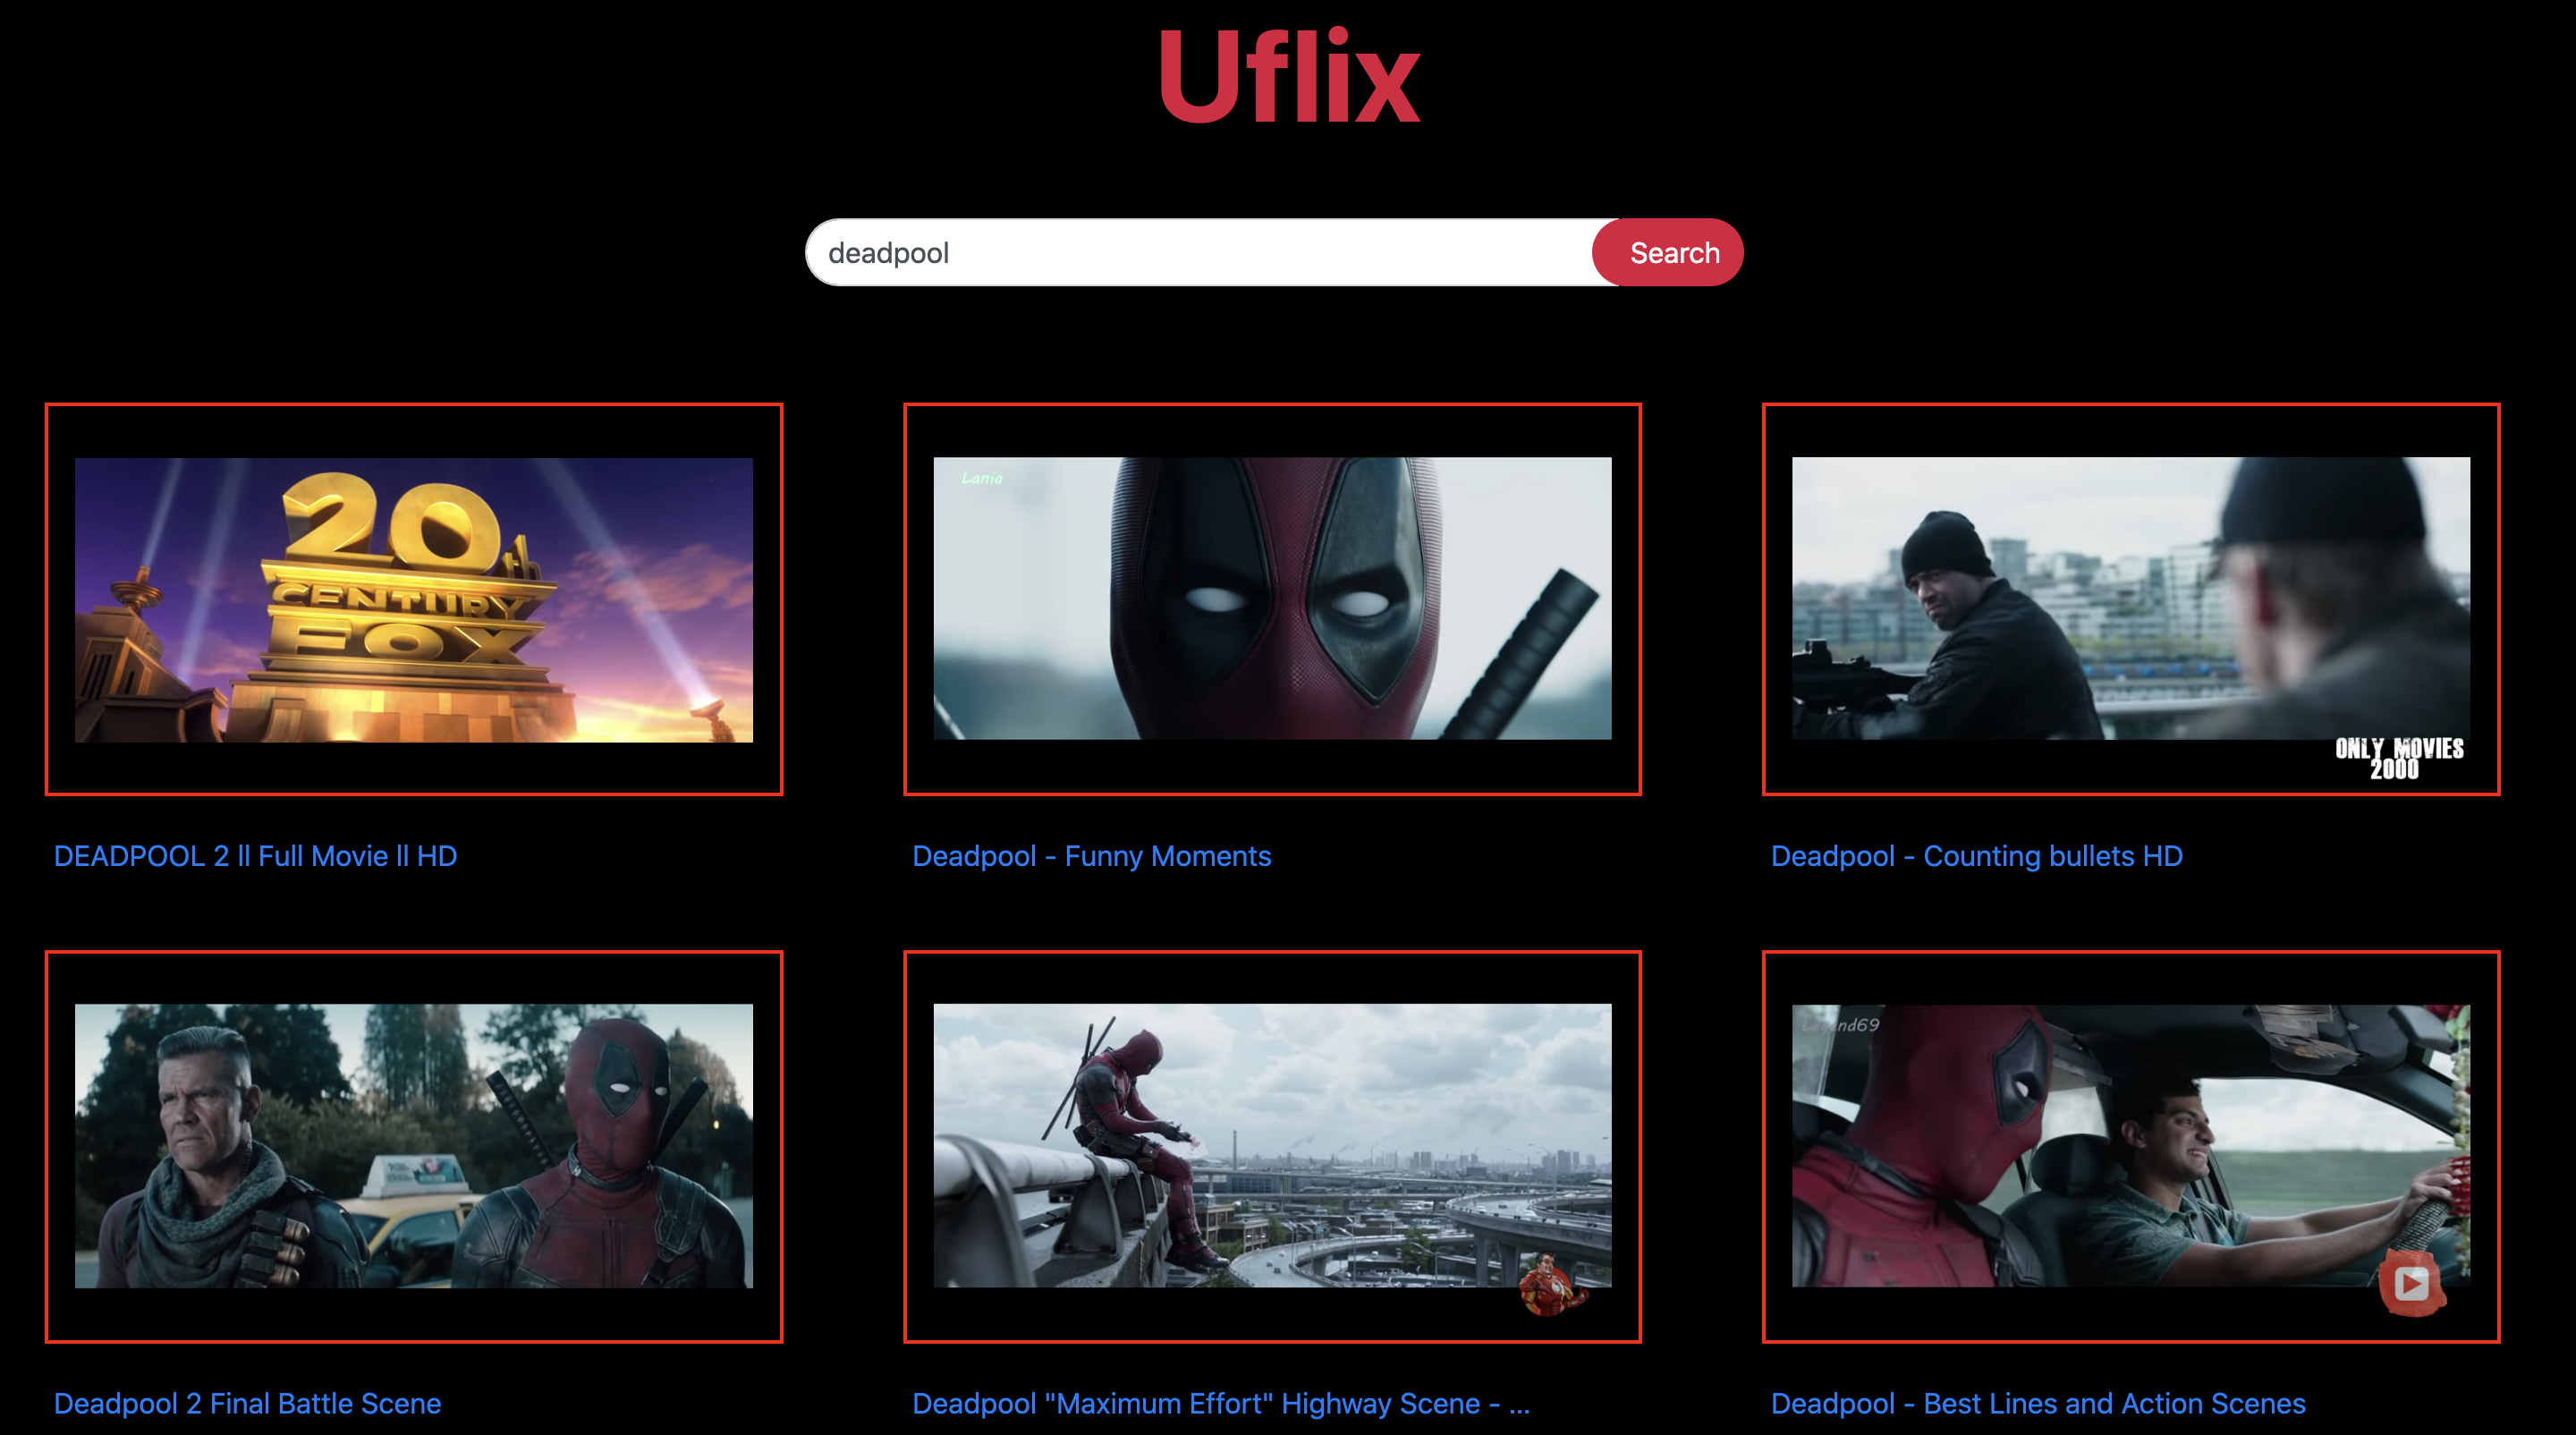 Uflix
deadpool
Search
20th
CENTURY
FOX
Lania
ONLY MOVIES
2000
DEADPOOL 2 ll Full Movie ll HD
Deadpool - Funny Moments
Deadpool - Counting bullets HD
Legend69
Deadpool 2 Final Battle Scene
Deadpool "Maximum Effort" Highway Scene - ...
Deadpool - Best Lines and Action Scenes